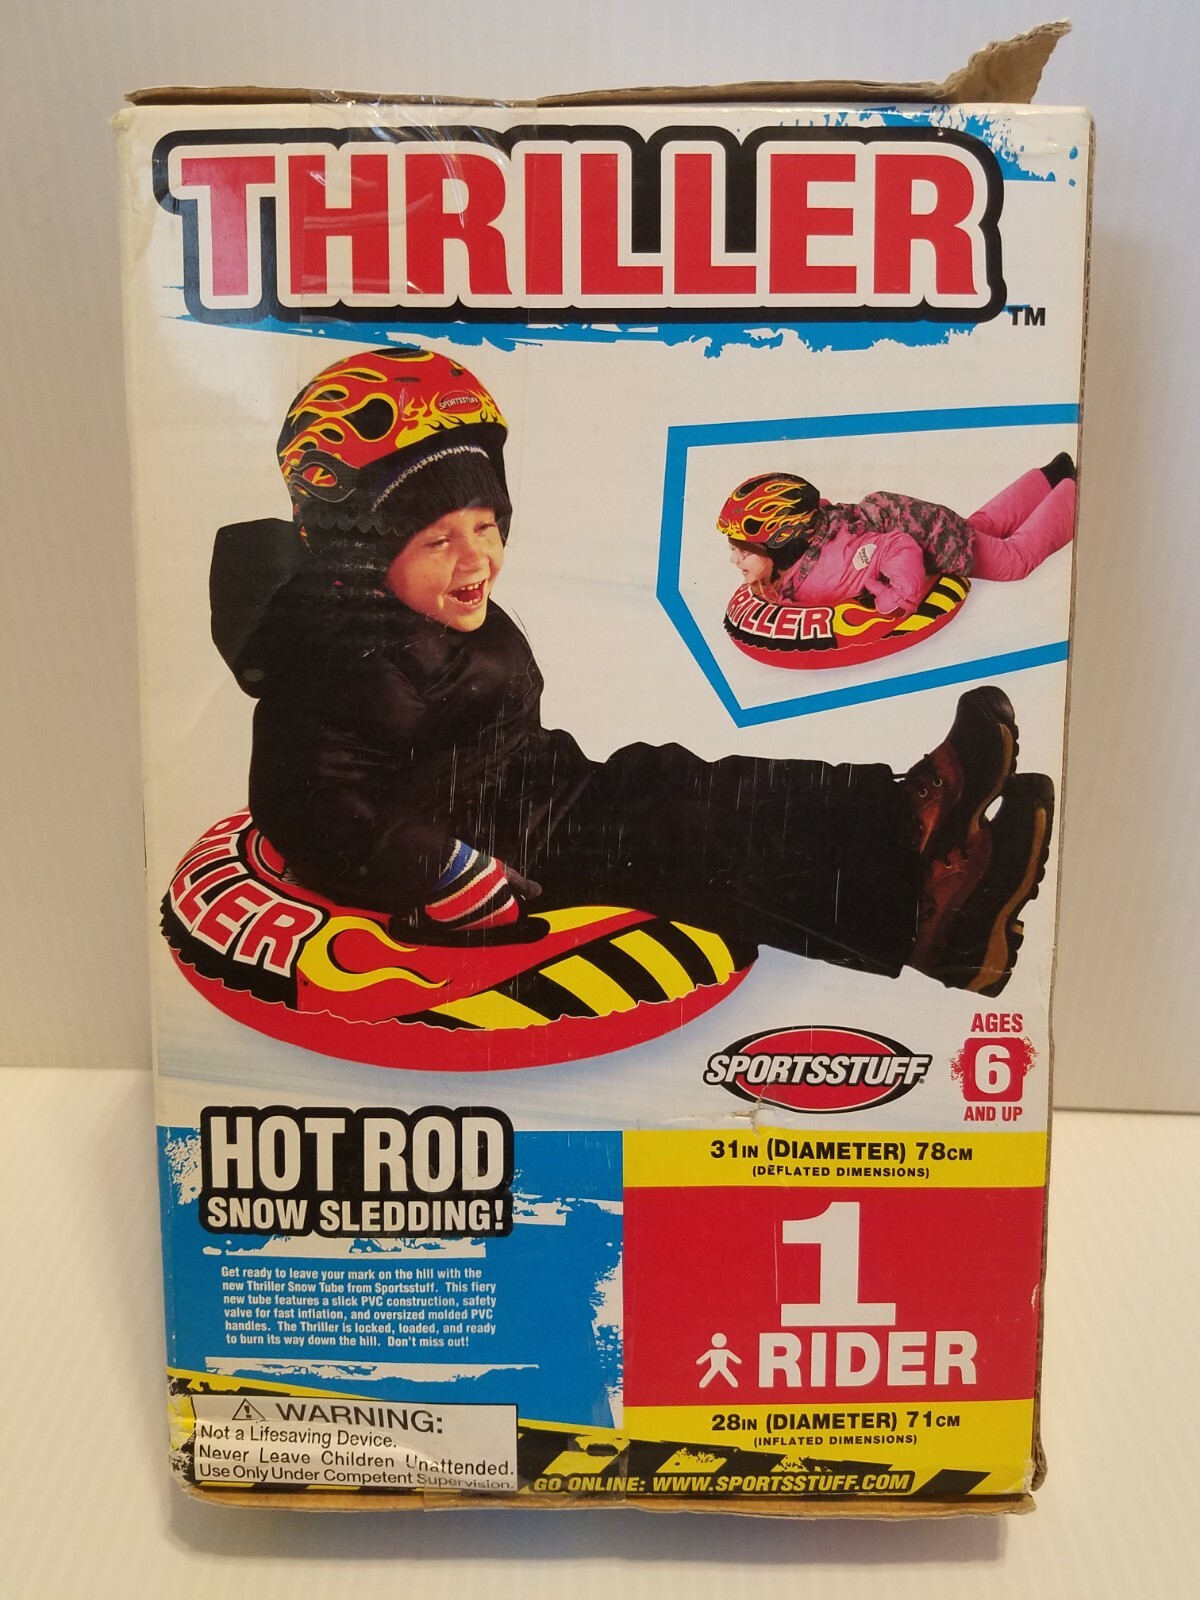 THRILLER
TM
SPORTSSTUFF
RILLER
RILLER
SPORTSSTUFF
AGES
6
AND UP
HOT ROD
SNOW SLEDDING!
Get ready to leave your mark on the hill with the
new Thriller Snow Tube from Sportsstuff. This fiery
new tube features a slick PVC construction, safety
valve for fast inflation, and oversized molded PVC
handles. The Thriller is locked, loaded, and ready
to burn its way down the hill. Don't miss out!
31IN (DIAMETER) 78CM
(DEFLATED DIMENSIONS)
1
RIDER
28IN (DIAMETER) 71CM
(INFLATED DIMENSIONS)
WARNING:
Not a Lifesaving Device.
Never Leave Children Unattended.
Use Only Under Competent Supervision.
GO ONLINE: WWW.SPORTSSTUFF.COM